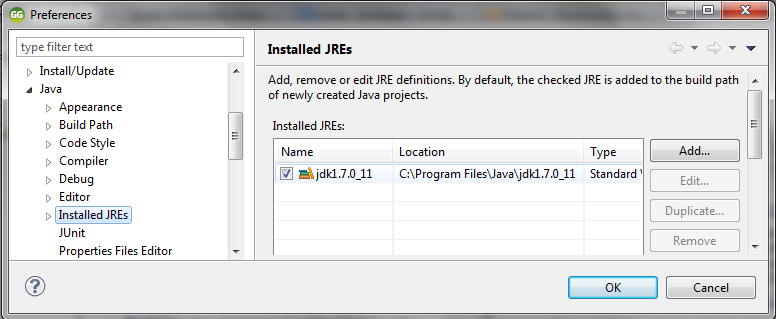 GG Preferences
type filter text
Install/Update
Java
Appearance
Build Path
Code Style
Compiler
Debug
Editor
Installed JREs
JUnit
Properties Files Editor
Installed JREs
Add, remove or edit JRE definitions. By default, the checked JRE is added to the build path
of newly created Java projects.
Installed JREs:
Name Location Type
jdk1.7.0_11 C:\Program Files\Java\jdk1.7.0_11 Standard
Add...
Edit...
Duplicate...
Remove
?
OK Cancel